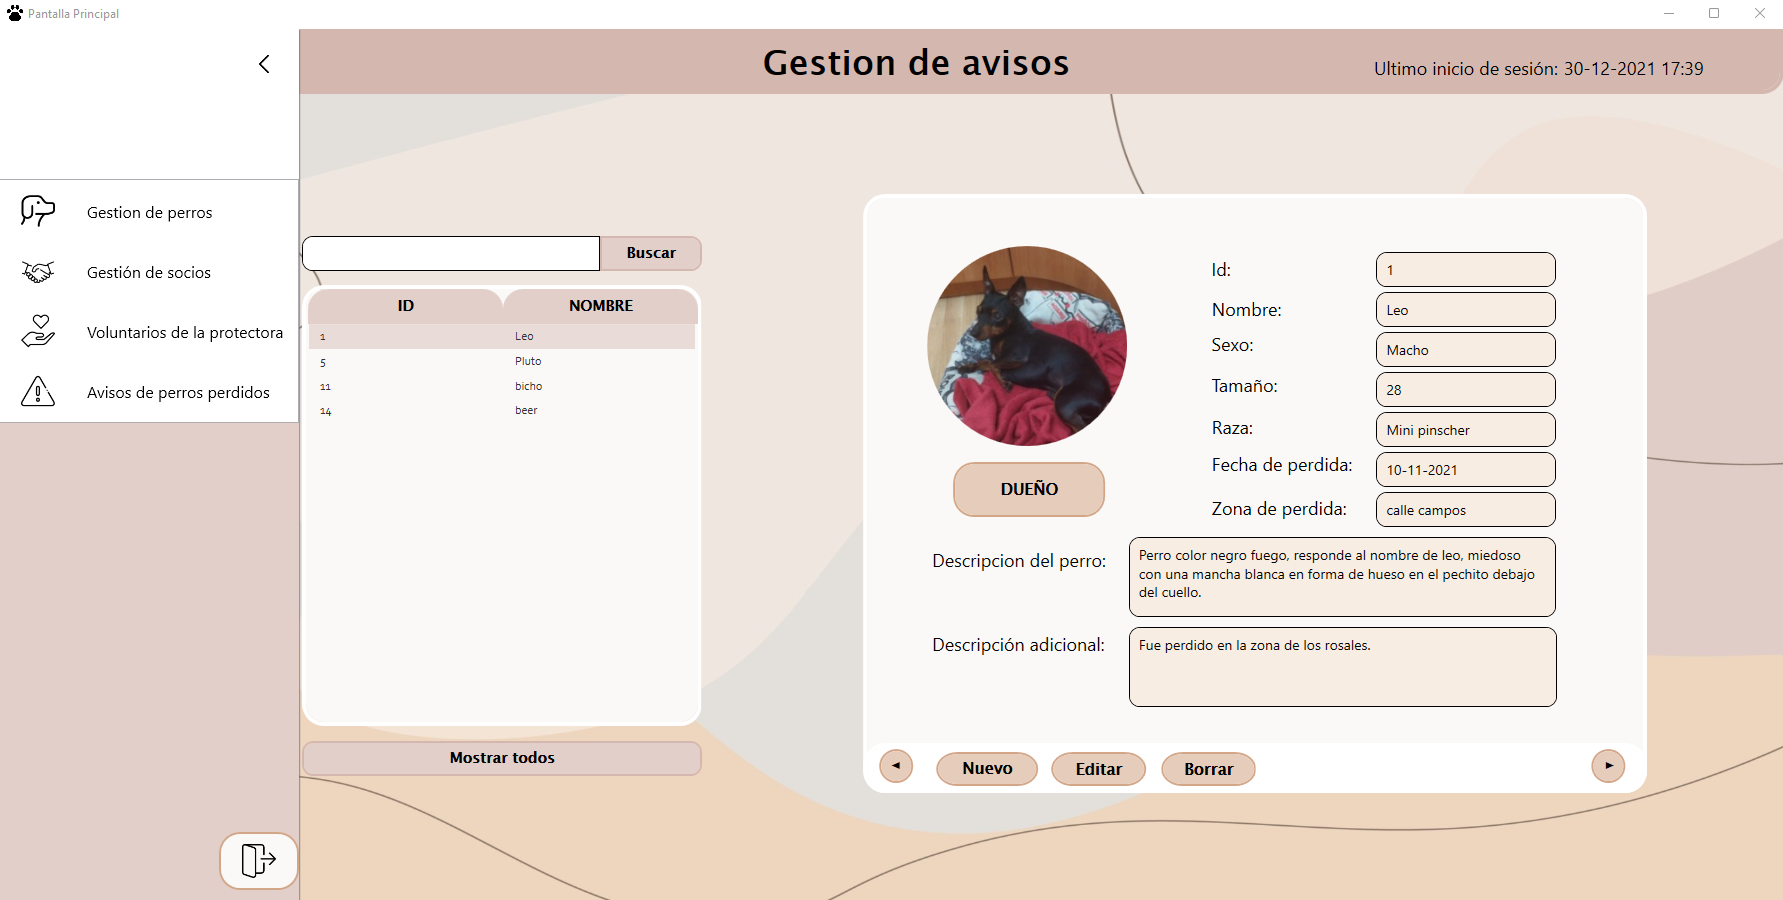 Pantalla Principal
Gestion de avisos
Ultimo inicio de sesión: 30-12-2021 17:39
Gestion de perros
Gestión de socios
Voluntarios de la protectora
Avisos de perros perdidos
Buscar
ID NOMBRE
1 Leo
5 Pluto
11 bicho
14 beer
Mostrar todos
DUEÑO
Id: 1
Nombre: Leo
Sexo: Macho
Tamaño: 28
Raza: Mini pinscher
Fecha de perdida: 10-11-2021
Zona de perdida: calle campos
Descripcion del perro: Perro color negro fuego, responde al nombre de leo, miedoso
con una mancha blanca en forma de hueso en el pechito debajo
del cuello.
Descripción adicional: Fue perdido en la zona de los rosales.
Nuevo Editar Borrar